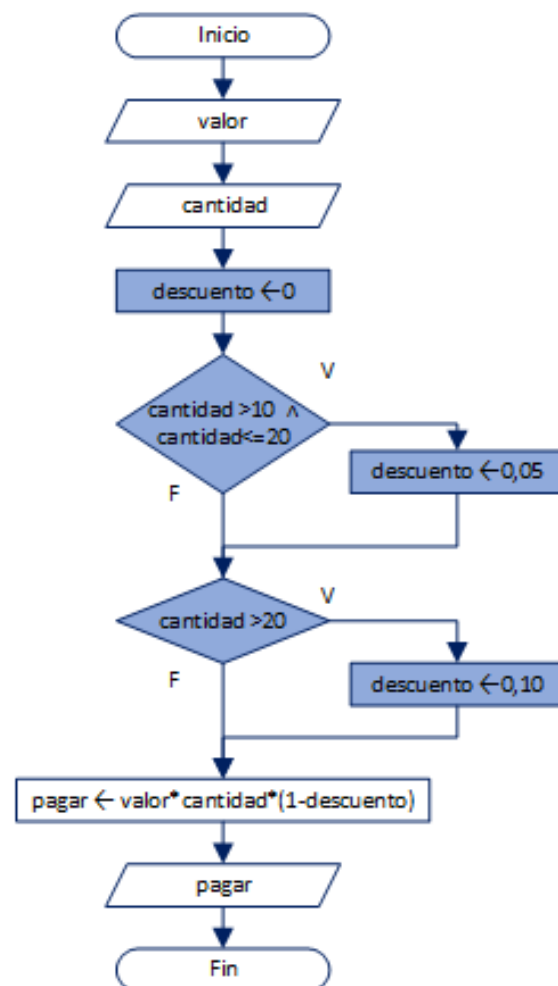 Inicio
valor
cantidad
descuento ←0
cantidad >10 ∧
cantidad<=20
V
descuento ←0,05
F
cantidad >20
V
descuento ←0,10
F
pagar ← valor*cantidad*(1-descuento)
pagar
Fin